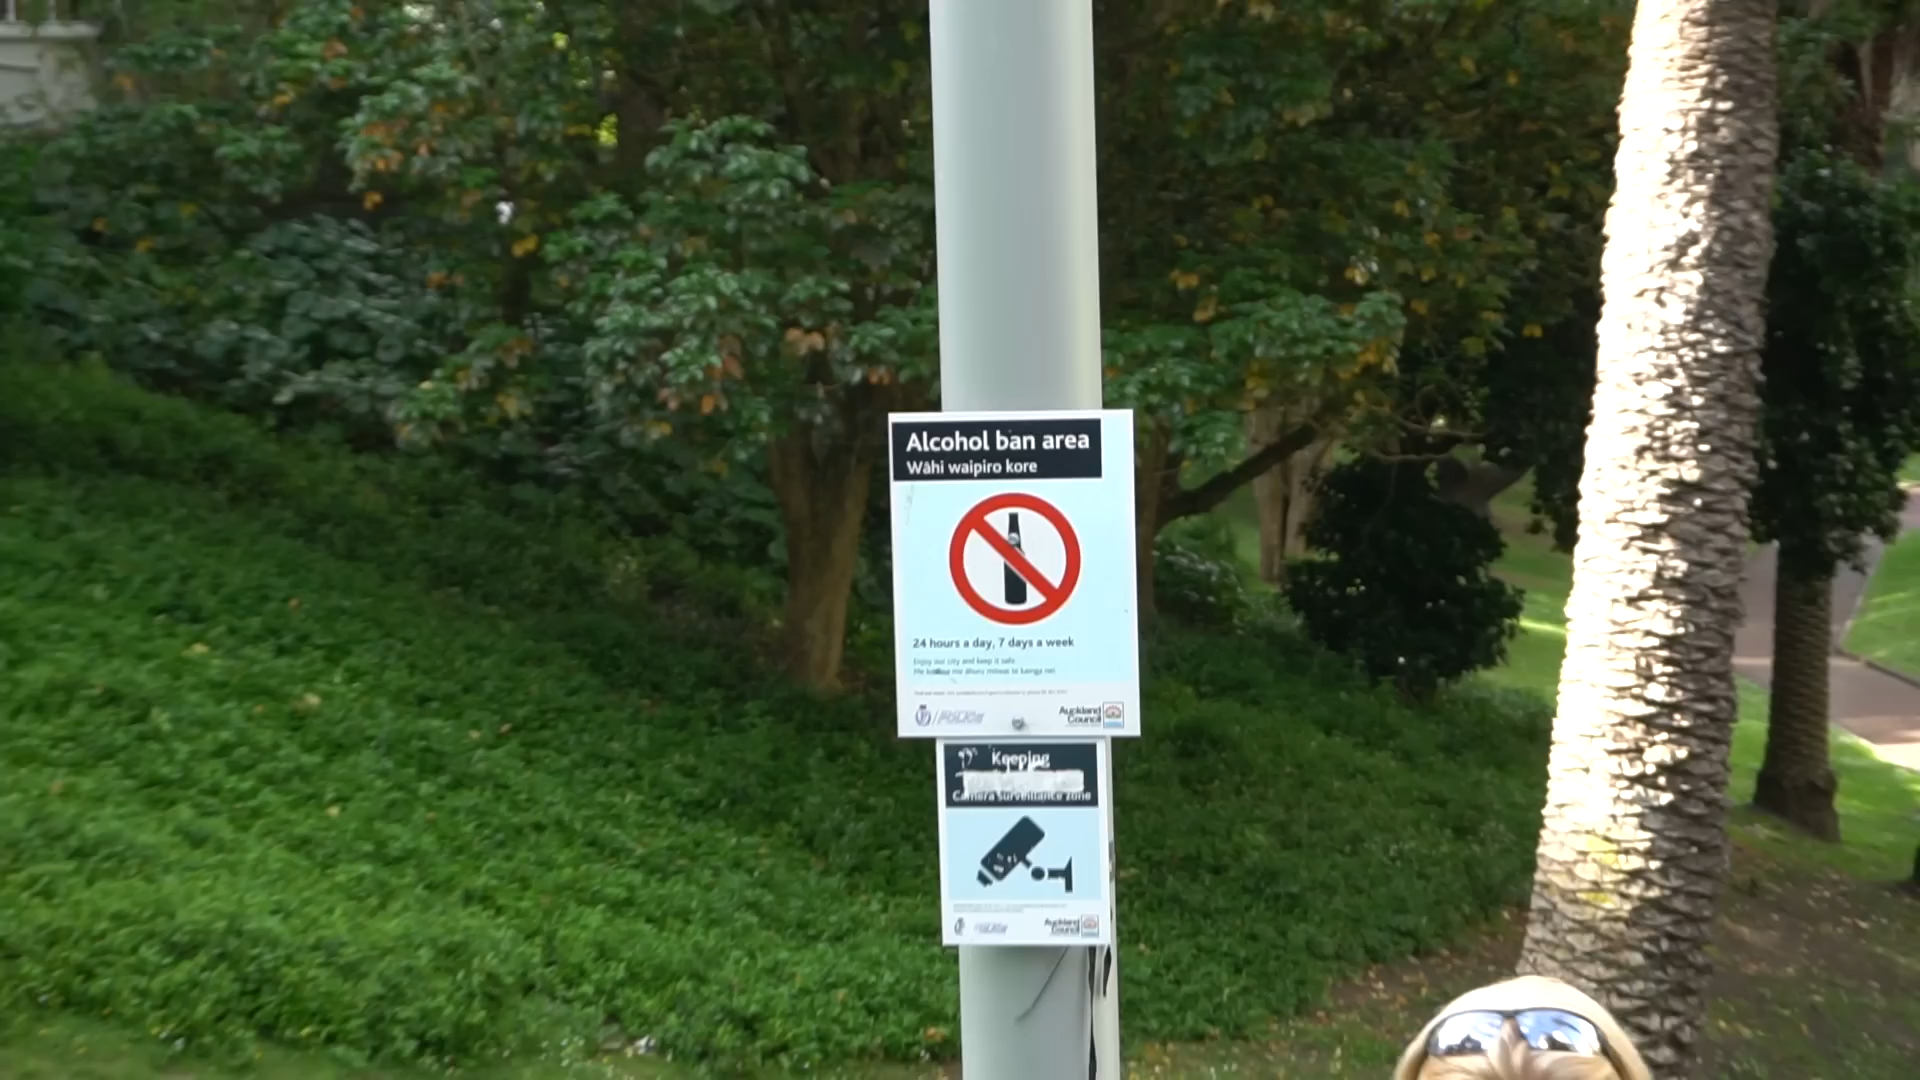 Alcohol ban area
Wāhi waipiro kore
24 hours a day, 7 days a week
Enjoy our city and keep it safe
POLICE
Auckland
Council
Keeping
Camera surveillance zone
Auckland
Council